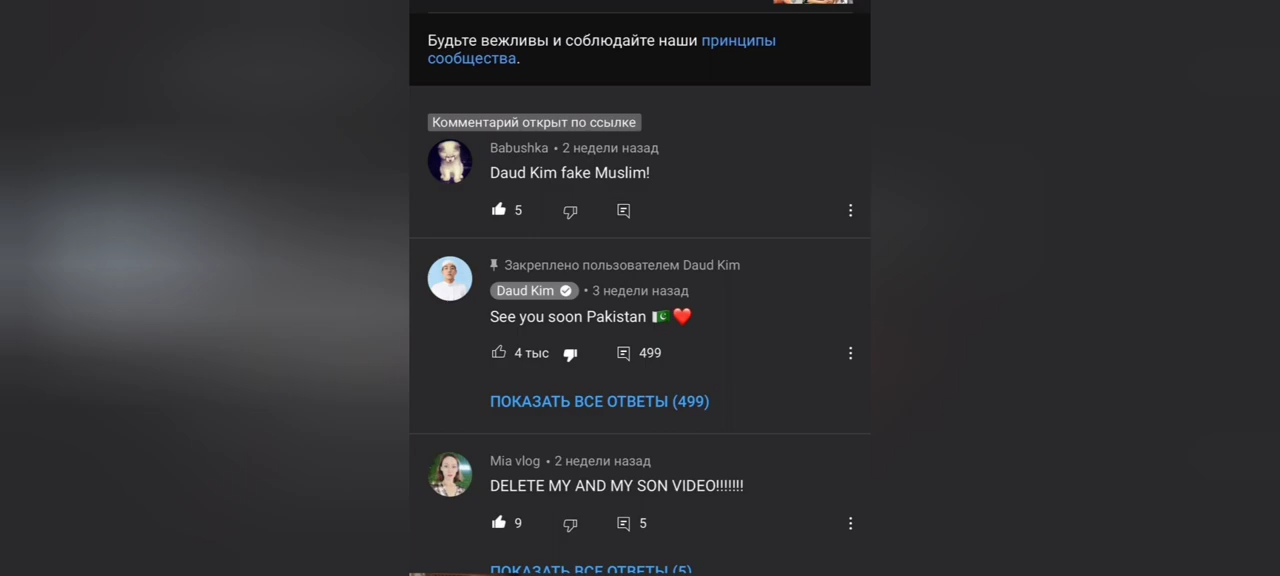 Будьте вежливы и соблюдайте наши принципы
сообщества.
Комментарий открыт по ссылке
Babushka • 2 недели назад
Daud Kim fake Muslim!
5
Закреплено пользователем Daud Kim
Daud Kim • 3 недели назад
See you soon Pakistan 🇵🇰❤️
4 тыс 499
ПОКАЗАТЬ ВСЕ ОТВЕТЫ (499)
Mia vlog • 2 недели назад
DELETE MY AND MY SON VIDEO!!!!!!!
9 5
ПОКАЗАТЬ ВСЕ ОТВЕТЫ (5)